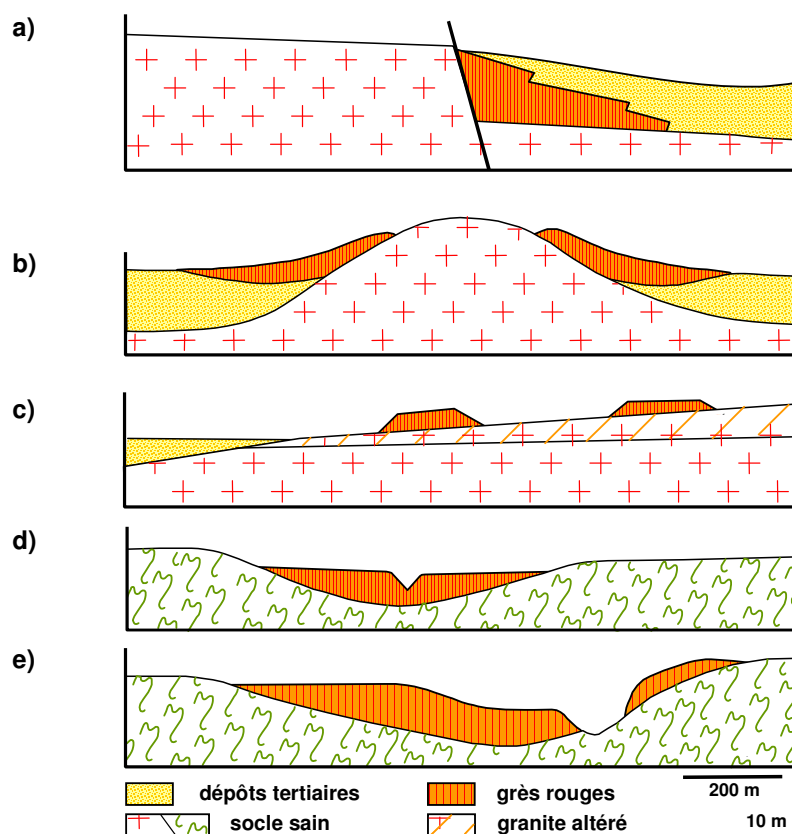 a)
b)
c)
d)
e)
dépôts tertiaires
grès rouges
200 m
socle sain
granite altéré
10 m